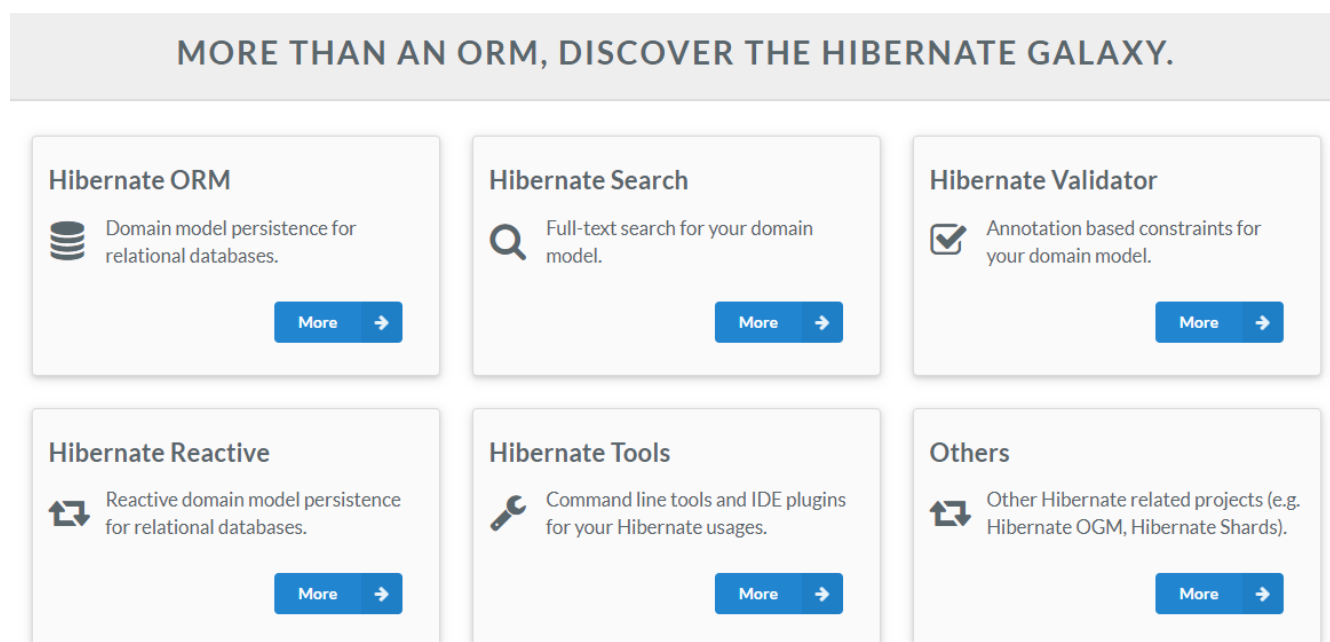 MORE THAN AN ORM, DISCOVER THE HIBERNATE GALAXY.
Hibernate ORM
Domain model persistence for
relational databases.
More
Hibernate Search
Full-text search for your domain
model.
More
Hibernate Validator
Annotation based constraints for
your domain model.
More
Hibernate Reactive
Reactive domain model persistence
for relational databases.
More
Hibernate Tools
Command line tools and IDE plugins
for your Hibernate usages.
More
Others
Other Hibernate related projects (e.g.
Hibernate OGM, Hibernate Shards).
More